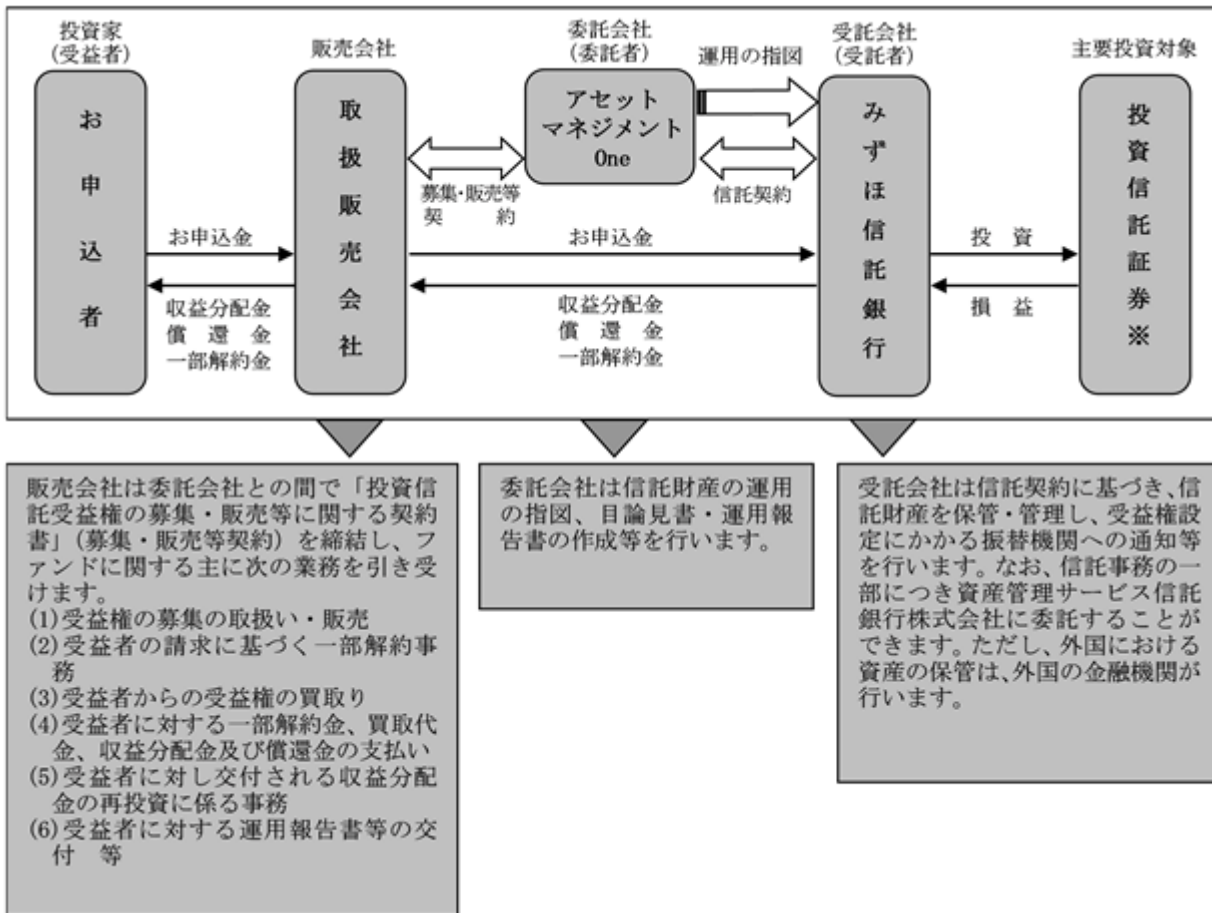 投資家
(受益者)
お申込者
販売会社
取扱販売会社
委託会社
(委託者)
アセット
マネジメント
One
運用の指図
受託会社
(受託者)
みずほ信託銀行
主要投資対象
投資信託証券※
募集・販売等
契　　約
信託契約
お申込金
お申込金
投　資
収益分配金
償　還　金
一部解約金
収益分配金
償　還　金
一部解約金
損　益
販売会社は委託会社との間で「投資信
託受益権の募集・販売等に関する契約
書」(募集・販売等契約) を締結し、フ
ァンドに関する主に次の業務を引き受
けます。
(1)受益権の募集の取扱い・販売
(2)受益者の請求に基づく一部解約事
務
(3)受益者からの受益権の買取り
(4)受益者に対する一部解約金、買取代
金、収益分配金及び償還金の支払い
(5)受益者に対し交付される収益分配
金の再投資に係る事務
(6)受益者に対する運用報告書等の交
付　等
委託会社は信託財産の運用
の指図、目論見書・運用報
告書の作成等を行います。
受託会社は信託契約に基づき、信
託財産を保管・管理し、受益権設
定にかかる振替機関への通知等
を行います。なお、信託事務の一
部につき資産管理サービス信託
銀行株式会社に委託することが
できます。ただし、外国における
資産の保管は、外国の金融機関が
行います。